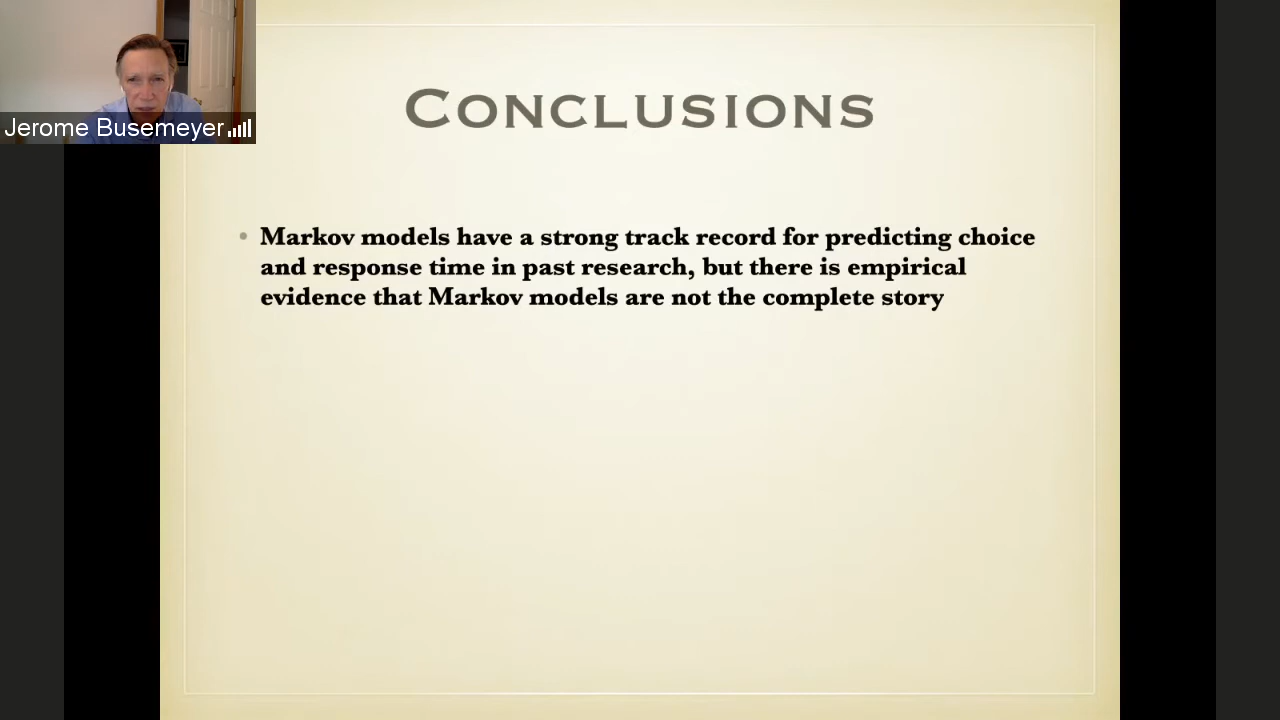 Jerome Busemeyer
CONCLUSIONS
• Markov models have a strong track record for predicting choice
and response time in past research, but there is empirical
evidence that Markov models are not the complete story